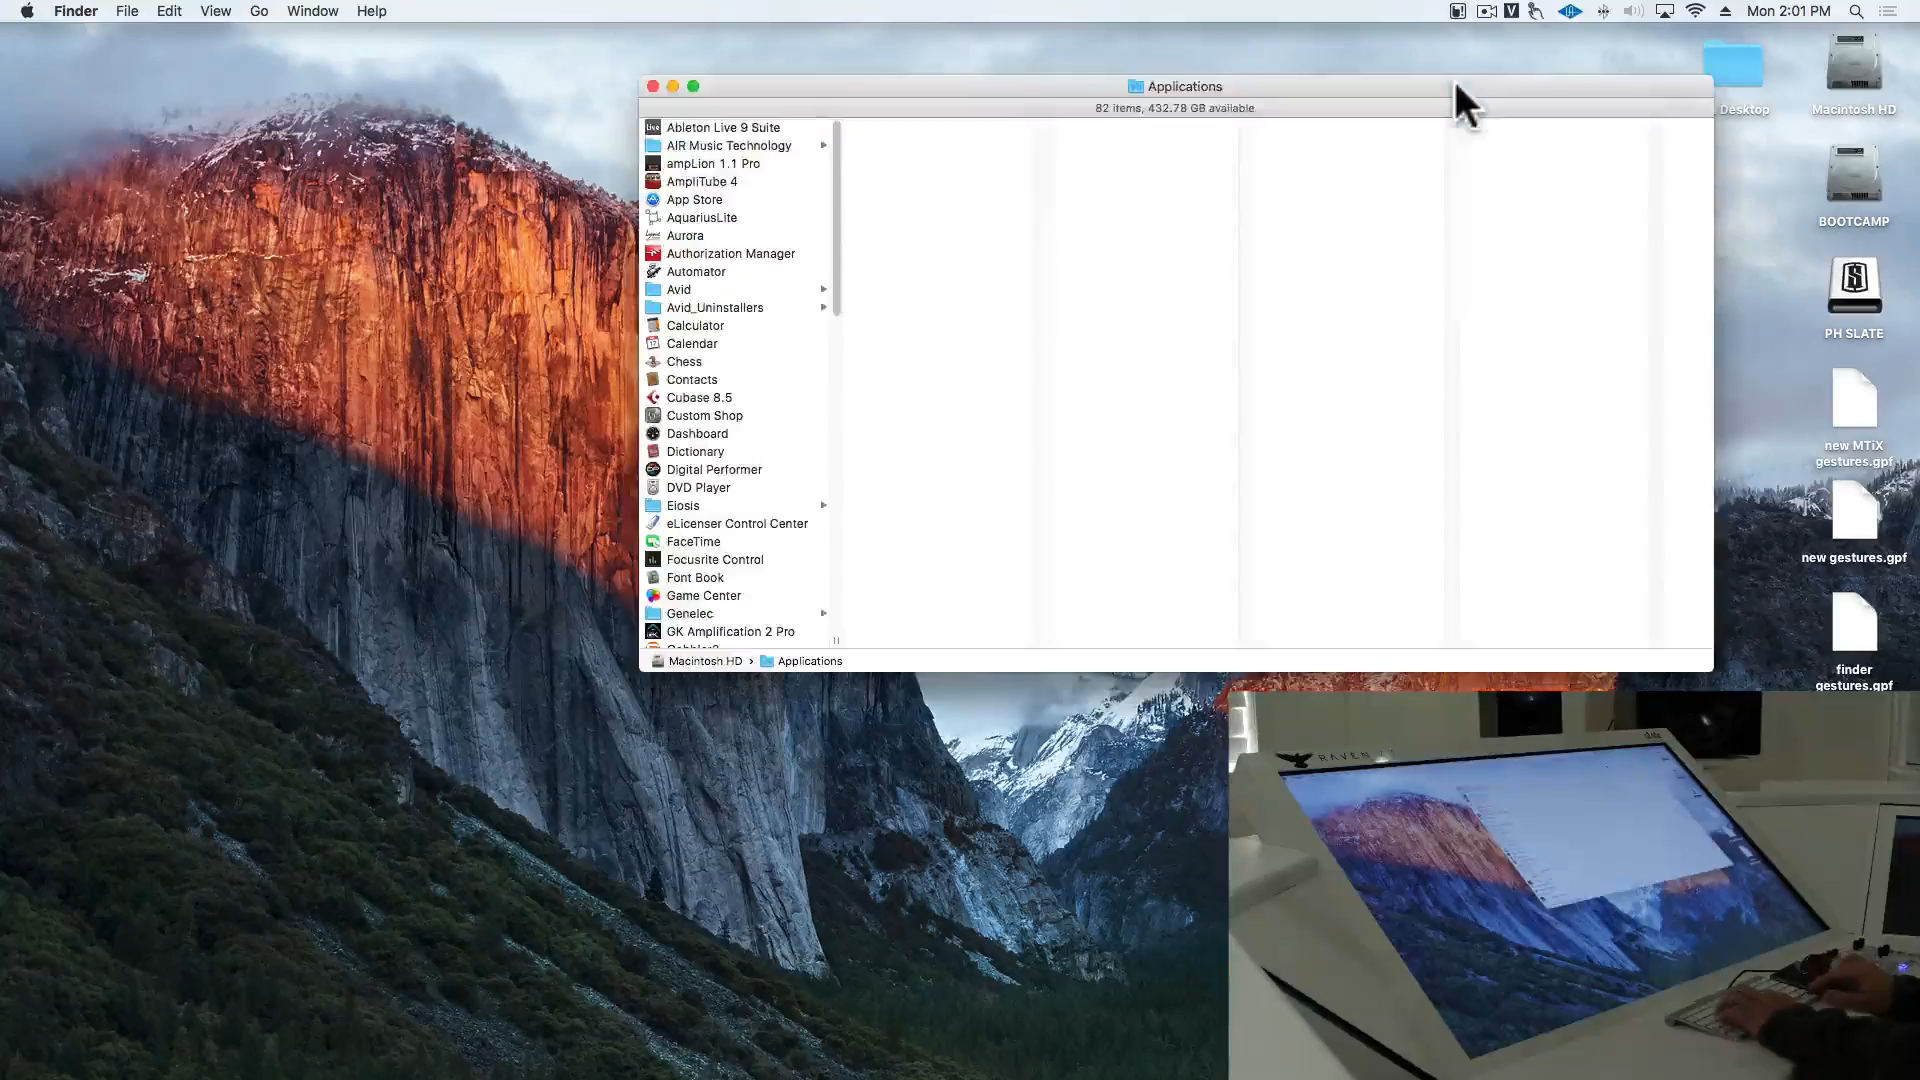 Finder File Edit View Go Window Help
Mon 2:01 PM
Applications
82 items, 432.78 GB available
Ableton Live 9 Suite
AIR Music Technology
ampLion 1.1 Pro
AmpliTube 4
App Store
AquariusLite
Aurora
Authorization Manager
Automator
Avid
Avid_Uninstallers
Calculator
Calendar
Chess
Contacts
Cubase 8.5
Custom Shop
Dashboard
Dictionary
Digital Performer
DVD Player
Eiosis
eLicenser Control Center
FaceTime
Focusrite Control
Font Book
Game Center
Genelec
GK Amplification 2 Pro
Macintosh HD › Applications
Desktop
Macintosh HD
BOOTCAMP
PH SLATE
new MTiX
gestures.gpf
new gestures.gpf
finder
gestures.gpf
RAVEN